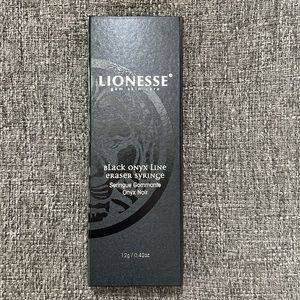 LIONESSE®
gem skin care
BLACK ONYX LINE
ERASER SYRINGE
Seringue Gommante
Onyx Noir
12g / 0.42oz